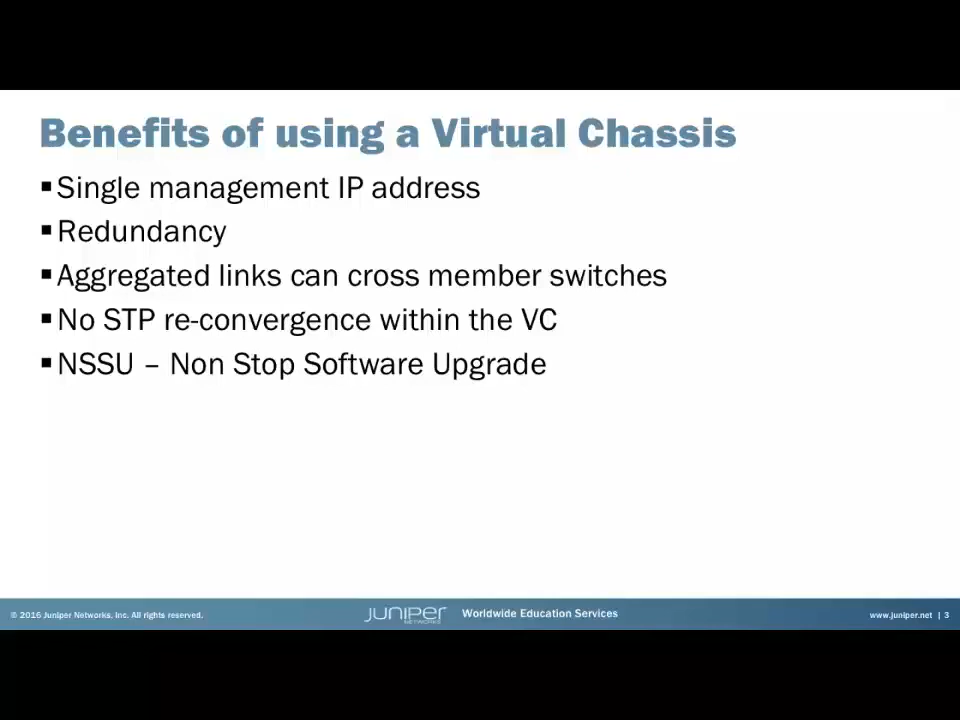 Benefits of using a Virtual Chassis
▪Single management IP address
▪Redundancy
▪Aggregated links can cross member switches
▪No STP re-convergence within the VC
▪NSSU – Non Stop Software Upgrade
© 2016 Juniper Networks, Inc. All rights reserved.
JUNIPER
NETWORKS
Worldwide Education Services
www.juniper.net | 3